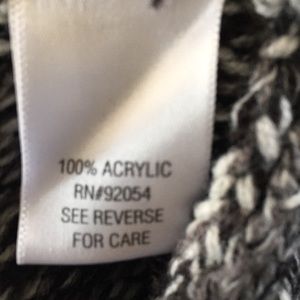 100% ACRYLIC
RN#92054
SEE REVERSE
FOR CARE